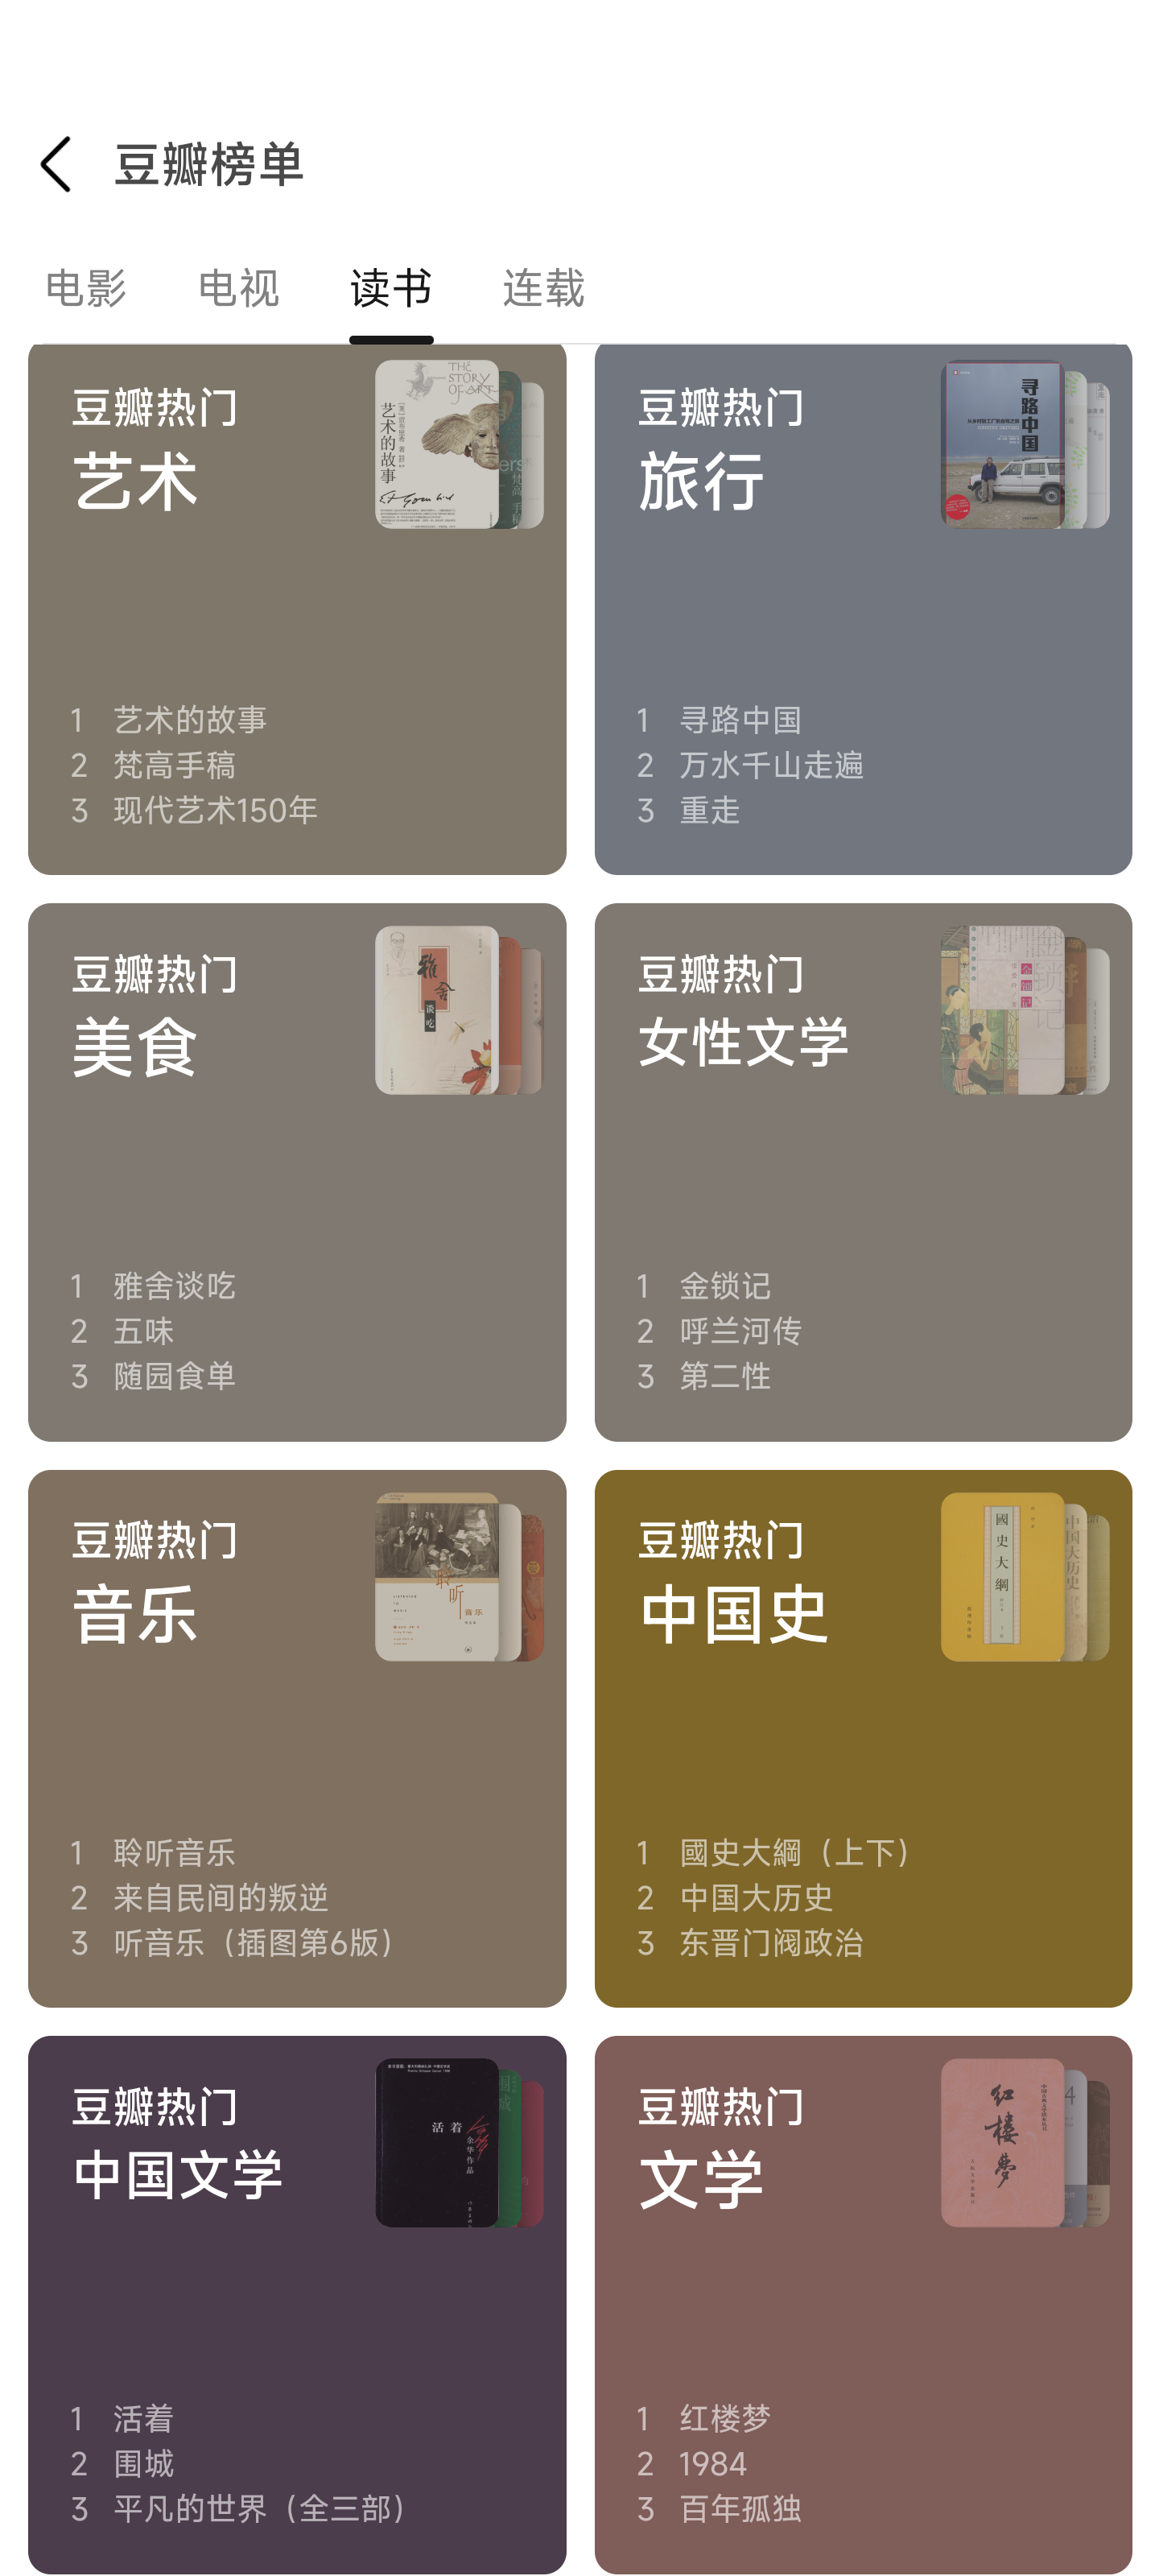 豆瓣榜单
电影 电视 读书 连载
豆瓣热门
艺术
THE
STORY
OF ART
艺术的故事
1 艺术的故事
2 梵高手稿
3 现代艺术150年
豆瓣热门
旅行
寻路中国
1 寻路中国
2 万水千山走遍
3 重走
豆瓣热门
美食
雅舍
谈吃
1 雅舍谈吃
2 五味
3 随园食单
豆瓣热门
女性文学
金锁记
1 金锁记
2 呼兰河传
3 第二性
豆瓣热门
音乐
聆听
音乐
1 聆听音乐
2 来自民间的叛逆
3 听音乐（插图第6版）
豆瓣热门
中国史
國史大綱
中国大历史
1 國史大綱（上下）
2 中国大历史
3 东晋门阀政治
豆瓣热门
中国文学
活着
余华作品
1 活着
2 围城
3 平凡的世界（全三部）
豆瓣热门
文学
红楼梦
1 红楼梦
2 1984
3 百年孤独